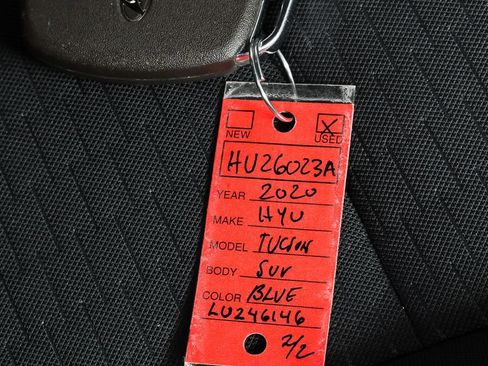 NEW USED
HU26023A
YEAR 2020
MAKE HYU
MODEL TUCSON
BODY SUV
COLOR BLUE
LU246146
2/2